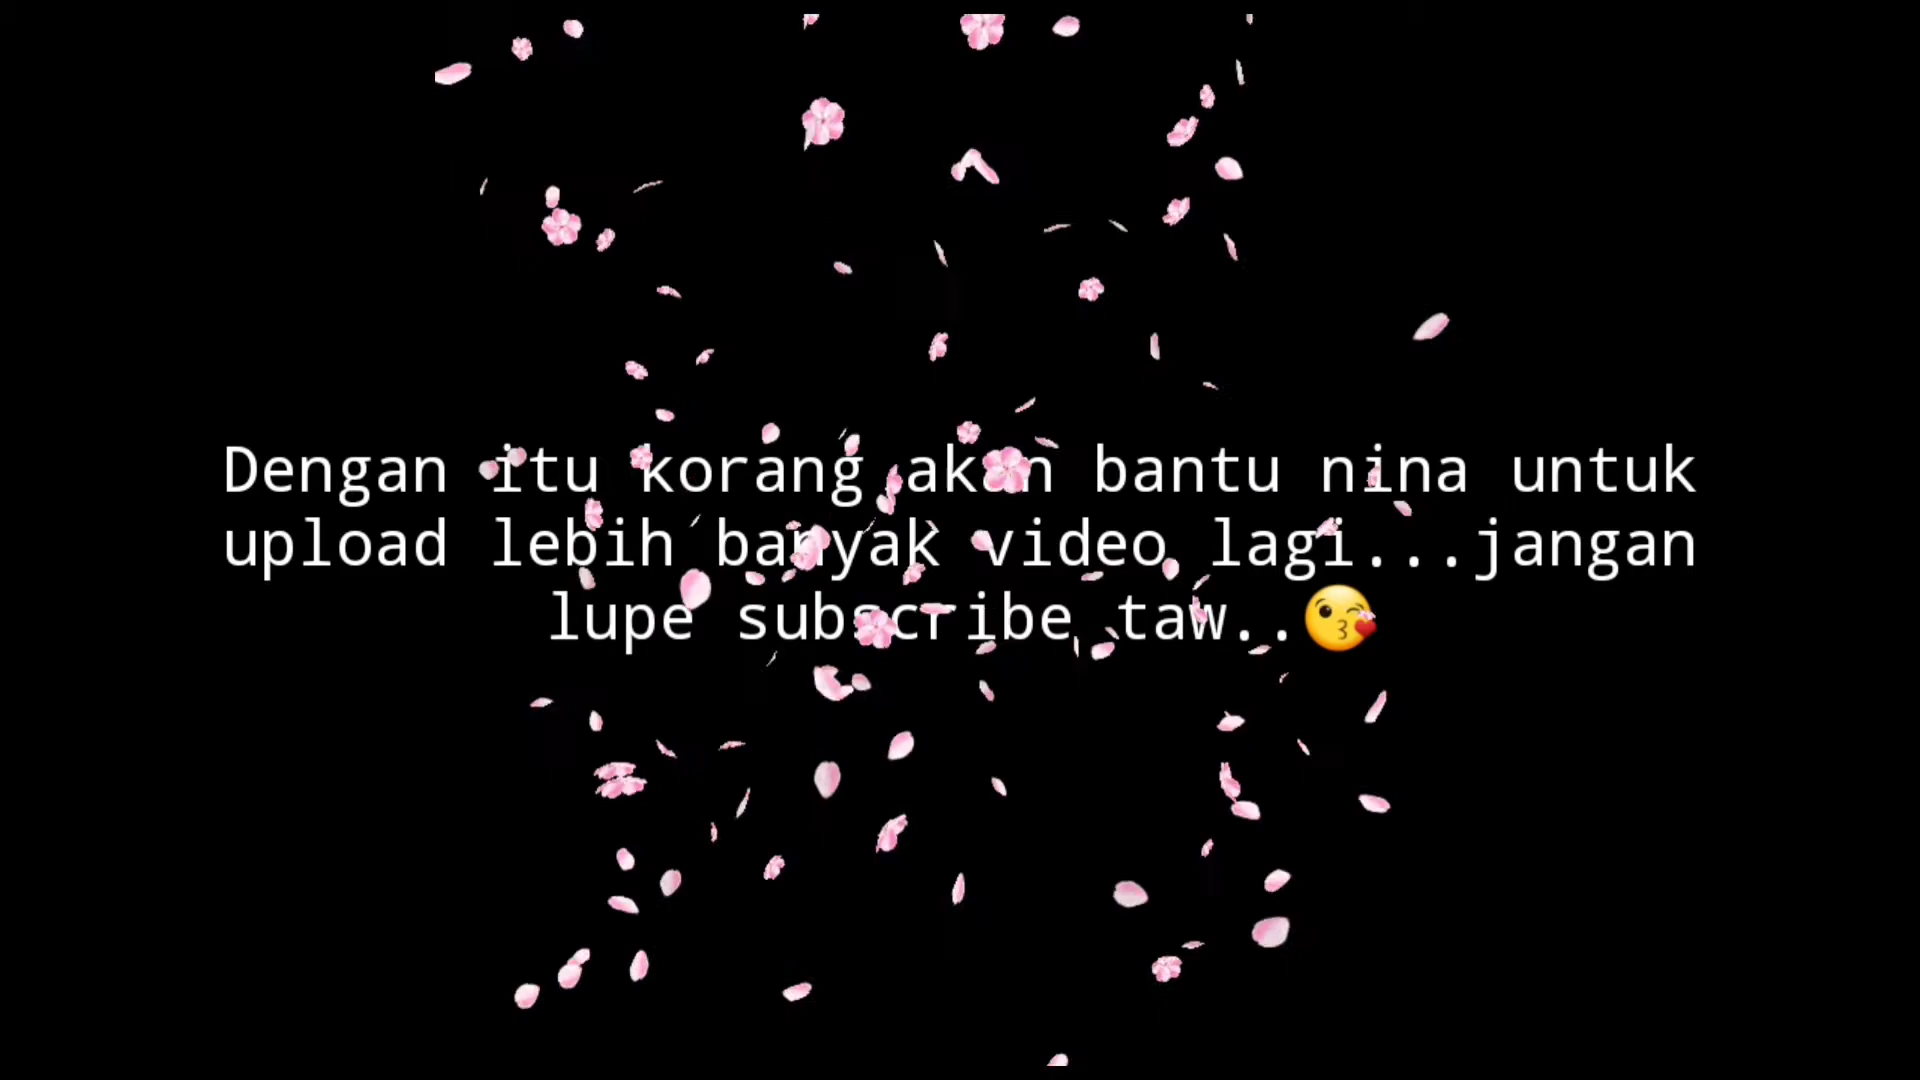 Dengan itu korang akan bantu nina untuk
upload lebih banyak video lagi...jangan
lupe subscribe taw..😘